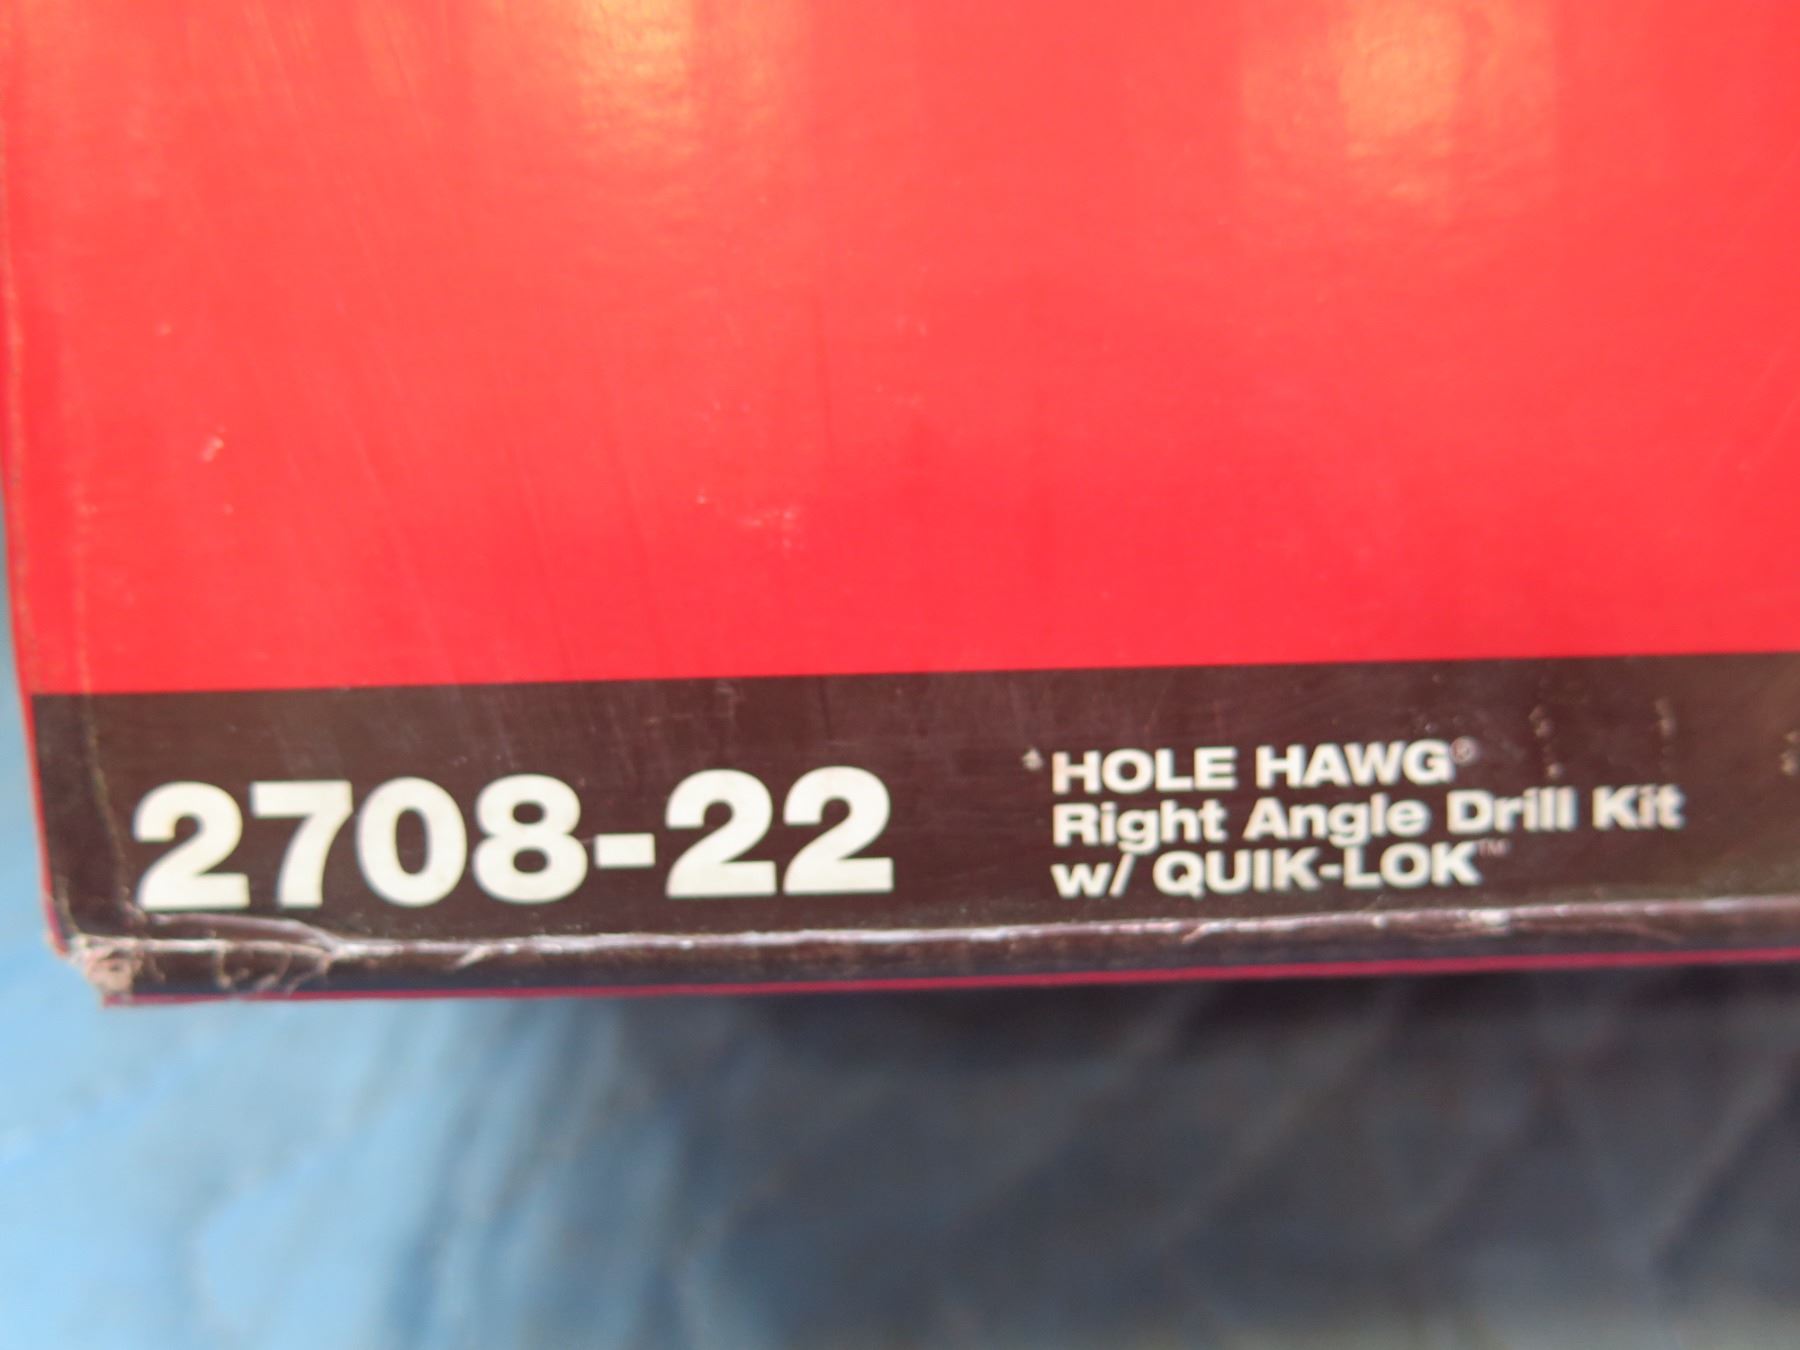 2708-22
HOLE HAWG®
Right Angle Drill Kit
w/ QUIK-LOK™